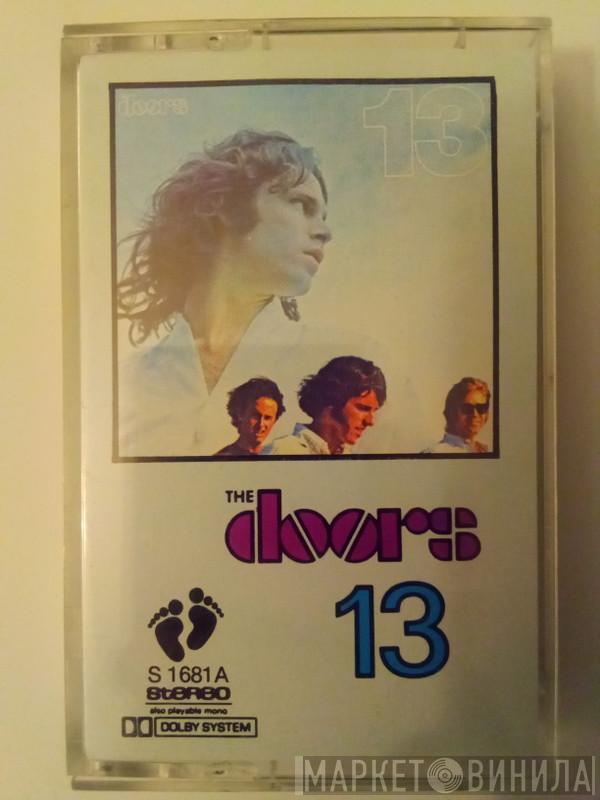 doors
13
THE
doors
13
S 1681A
STEREO
also playable mono
DOLBY SYSTEM
МАРКЕТ ВИНИЛА